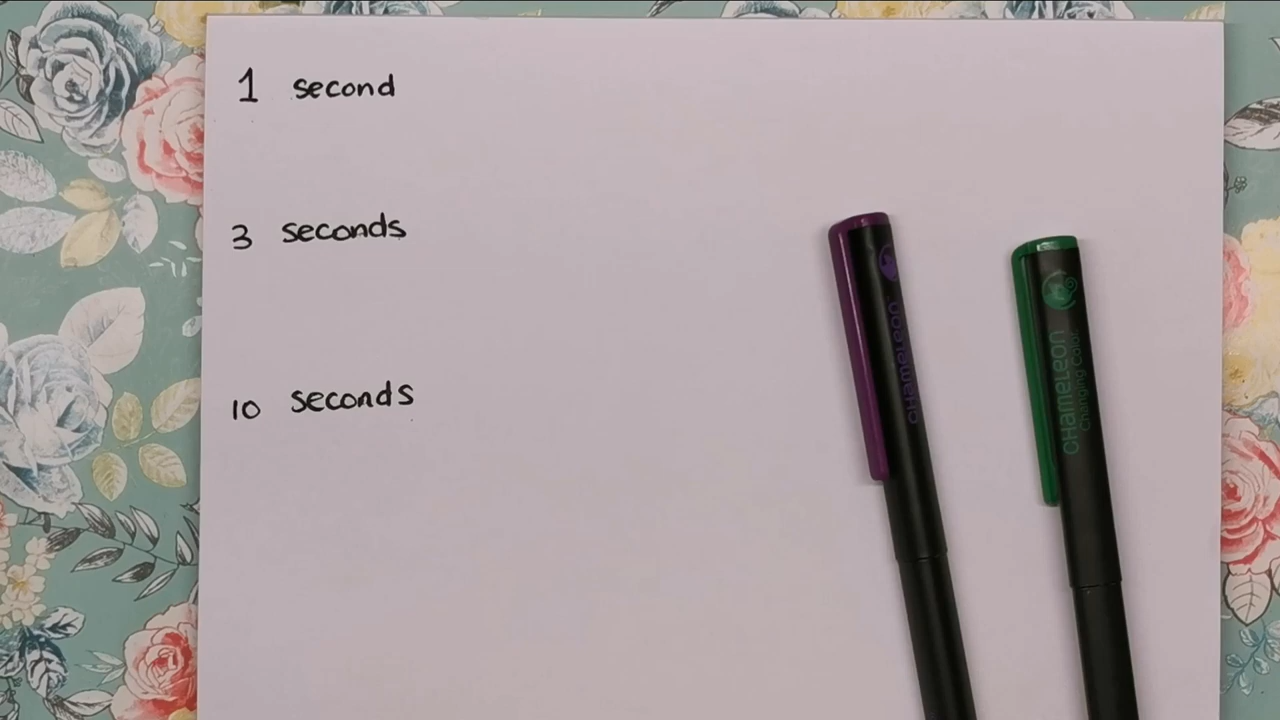 1 second
3 seconds
10 seconds
CHameleon
CHameleon
Changing Color